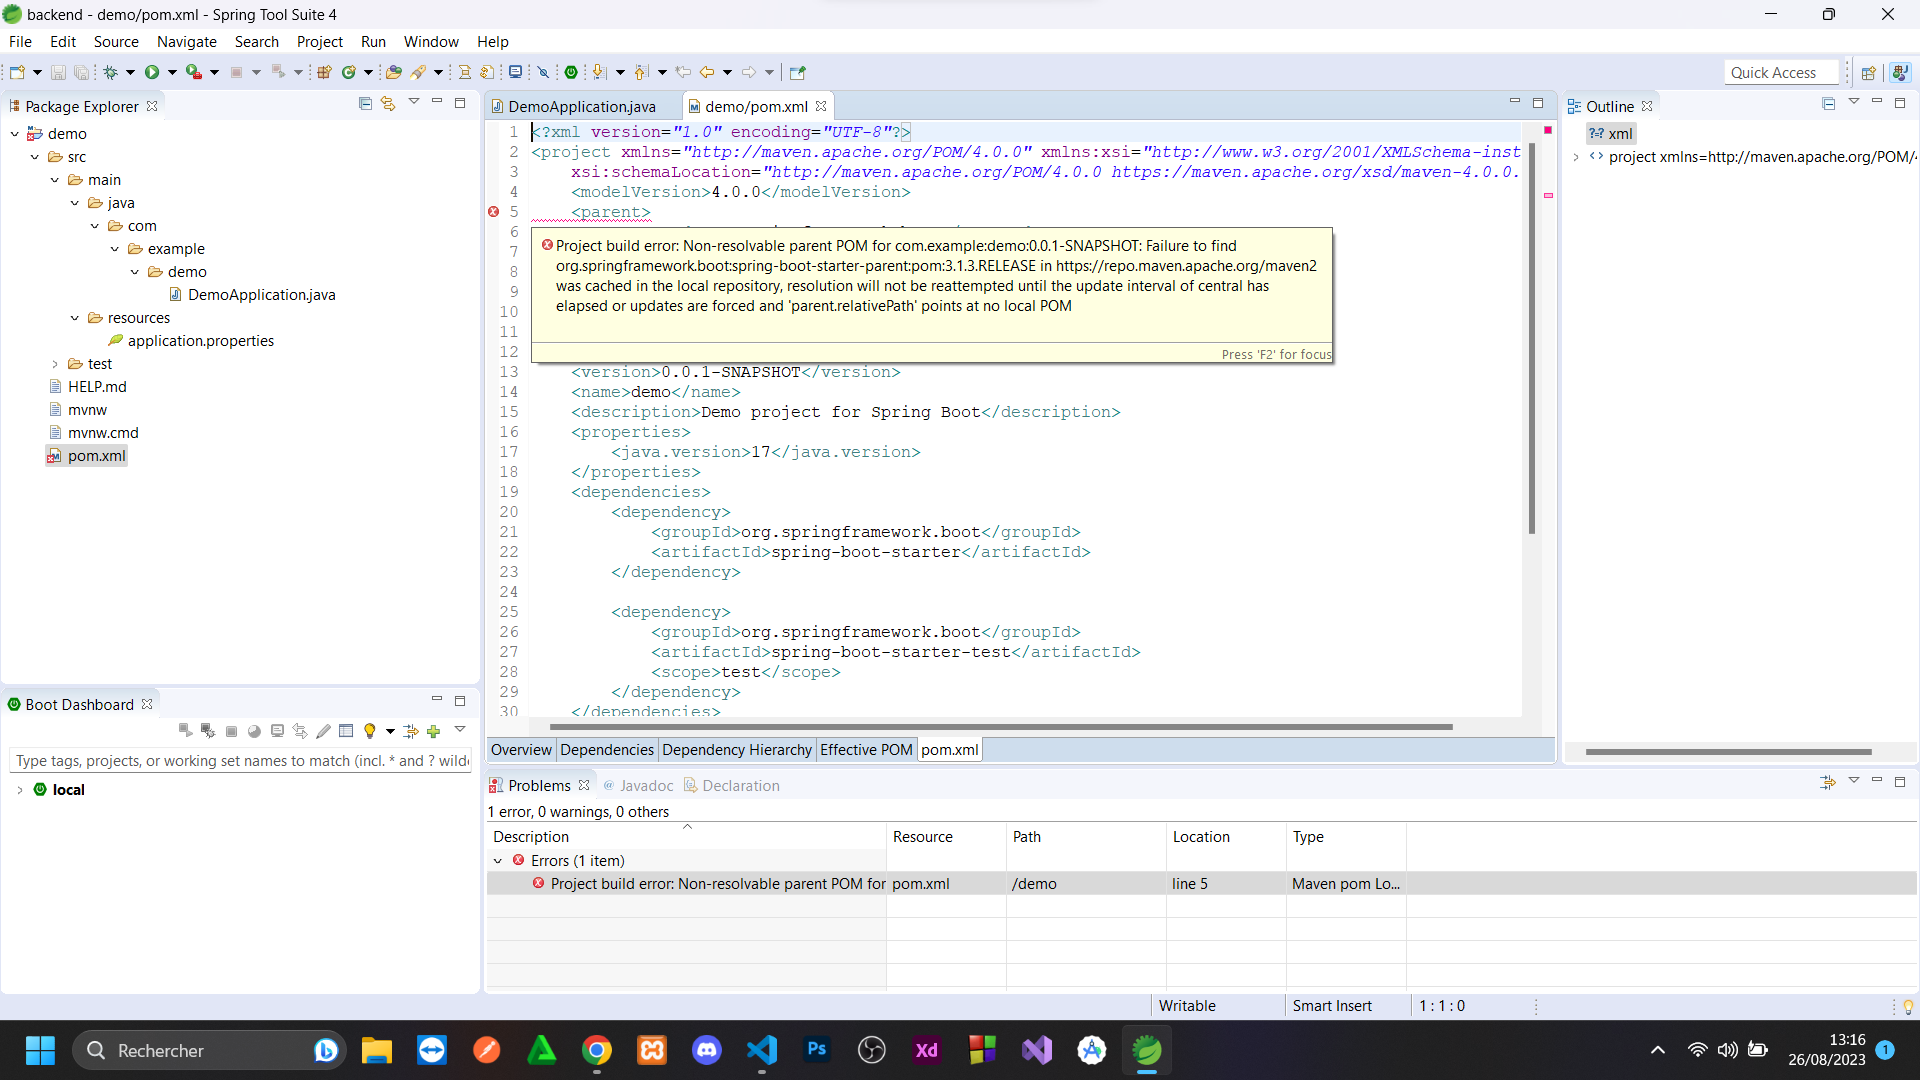 backend - demo/pom.xml - Spring Tool Suite 4
File Edit Source Navigate Search Project Run Window Help
Quick Access
Package Explorer
demo
src
main
java
com
example
demo
DemoApplication.java
resources
application.properties
test
HELP.md
mvnw
mvnw.cmd
pom.xml
Boot Dashboard
Type tags, projects, or working set names to match (incl. * and ? wilde
local
DemoApplication.java
demo/pom.xml
1 <?xml version="1.0" encoding="UTF-8"?>
2 <project xmlns="http://maven.apache.org/POM/4.0.0" xmlns:xsi="http://www.w3.org/2001/XMLSchema-inst
3 xsi:schemaLocation="http://maven.apache.org/POM/4.0.0 https://maven.apache.org/xsd/maven-4.0.0.
4 <modelVersion>4.0.0</modelVersion>
5 <parent>
6
7
8
9
10
11
12
Project build error: Non-resolvable parent POM for com.example:demo:0.0.1-SNAPSHOT: Failure to find
org.springframework.boot:spring-boot-starter-parent:pom:3.1.3.RELEASE in https://repo.maven.apache.org/maven2
was cached in the local repository, resolution will not be reattempted until the update interval of central has
elapsed or updates are forced and 'parent.relativePath' points at no local POM
Press 'F2' for focus
13 <version>0.0.1-SNAPSHOT</version>
14 <name>demo</name>
15 <description>Demo project for Spring Boot</description>
16 <properties>
17 <java.version>17</java.version>
18 </properties>
19 <dependencies>
20 <dependency>
21 <groupId>org.springframework.boot</groupId>
22 <artifactId>spring-boot-starter</artifactId>
23 </dependency>
24
25 <dependency>
26 <groupId>org.springframework.boot</groupId>
27 <artifactId>spring-boot-starter-test</artifactId>
28 <scope>test</scope>
29 </dependency>
30 </dependencies>
Overview Dependencies Dependency Hierarchy Effective POM pom.xml
Outline
?=? xml
project xmlns=http://maven.apache.org/POM/4
Problems @ Javadoc Declaration
1 error, 0 warnings, 0 others
Description Resource Path Location Type
Errors (1 item)
Project build error: Non-resolvable parent POM for pom.xml /demo line 5 Maven pom Lo...
Writable Smart Insert 1 : 1 : 0
Rechercher
Ps
Xd
13:16
26/08/2023
1